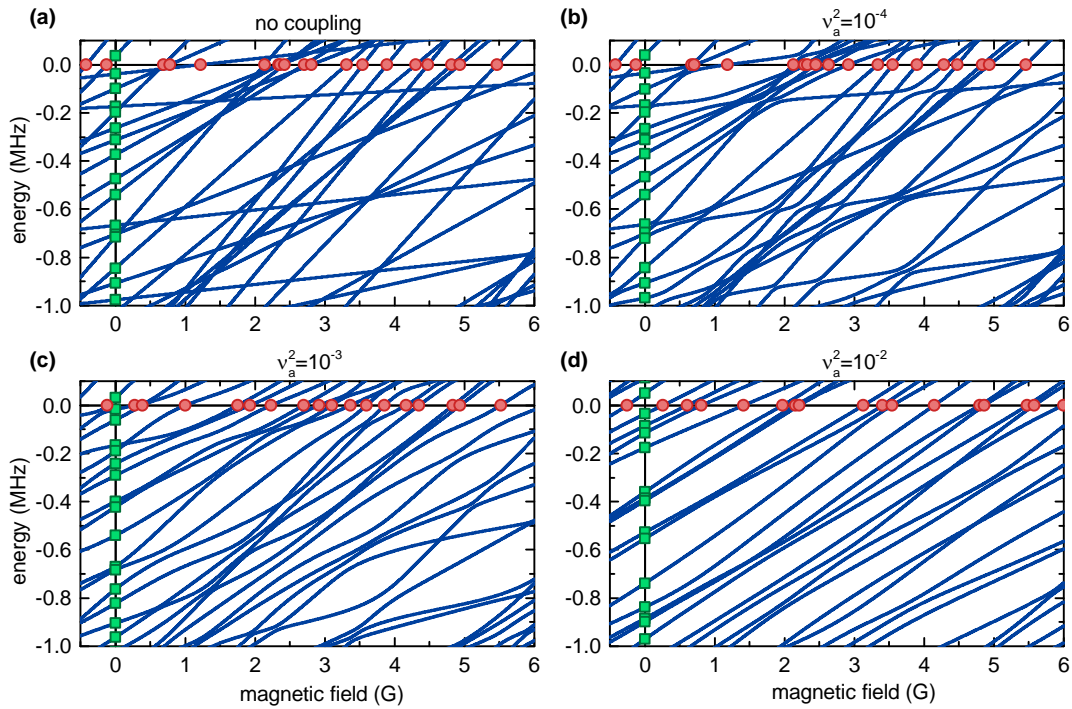 (a) no coupling
(b) νₐ²=10⁻⁴
energy (MHz)
0.0
-0.2
-0.4
-0.6
-0.8
-1.0
0 1 2 3 4 5 6
0.0
-0.2
-0.4
-0.6
-0.8
-1.0
0 1 2 3 4 5 6
(c) νₐ²=10⁻³
(d) νₐ²=10⁻²
energy (MHz)
0.0
-0.2
-0.4
-0.6
-0.8
-1.0
0 1 2 3 4 5 6
magnetic field (G)
0.0
-0.2
-0.4
-0.6
-0.8
-1.0
0 1 2 3 4 5 6
magnetic field (G)